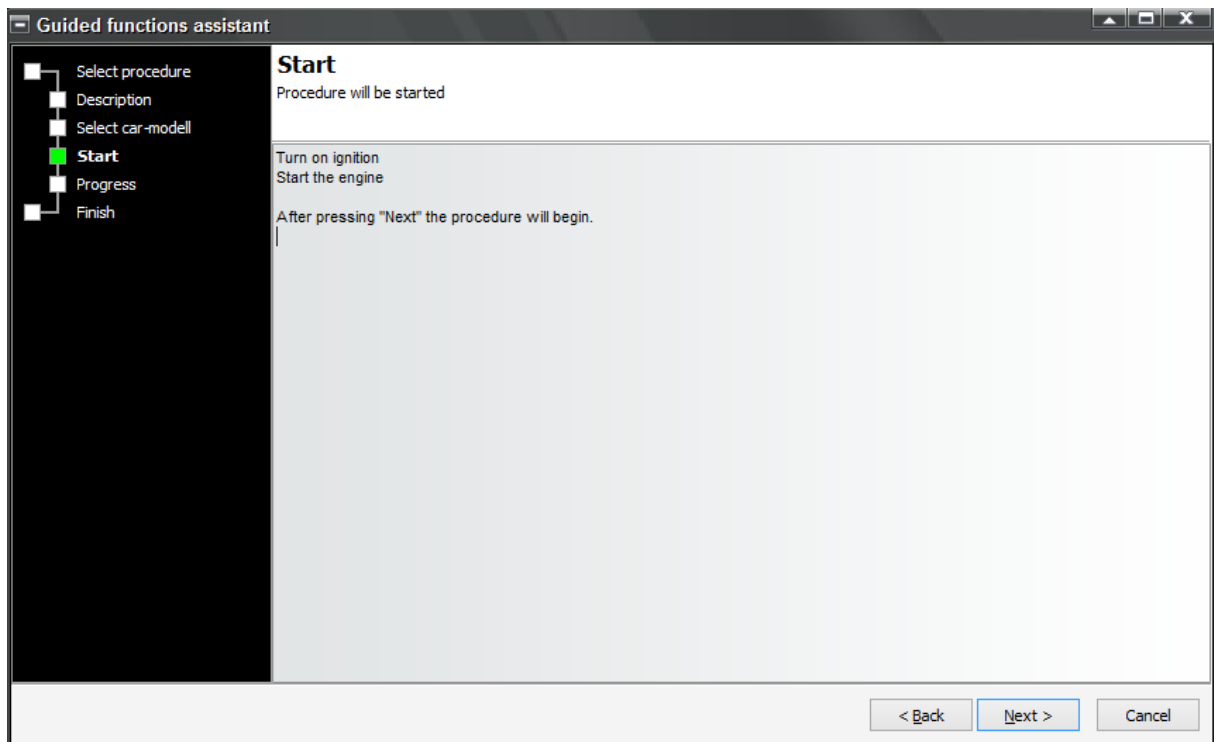 Guided functions assistant
Select procedure
Description
Select car-modell
Start
Progress
Finish
Start
Procedure will be started
Turn on ignition
Start the engine
After pressing "Next" the procedure will begin.
< Back
Next >
Cancel